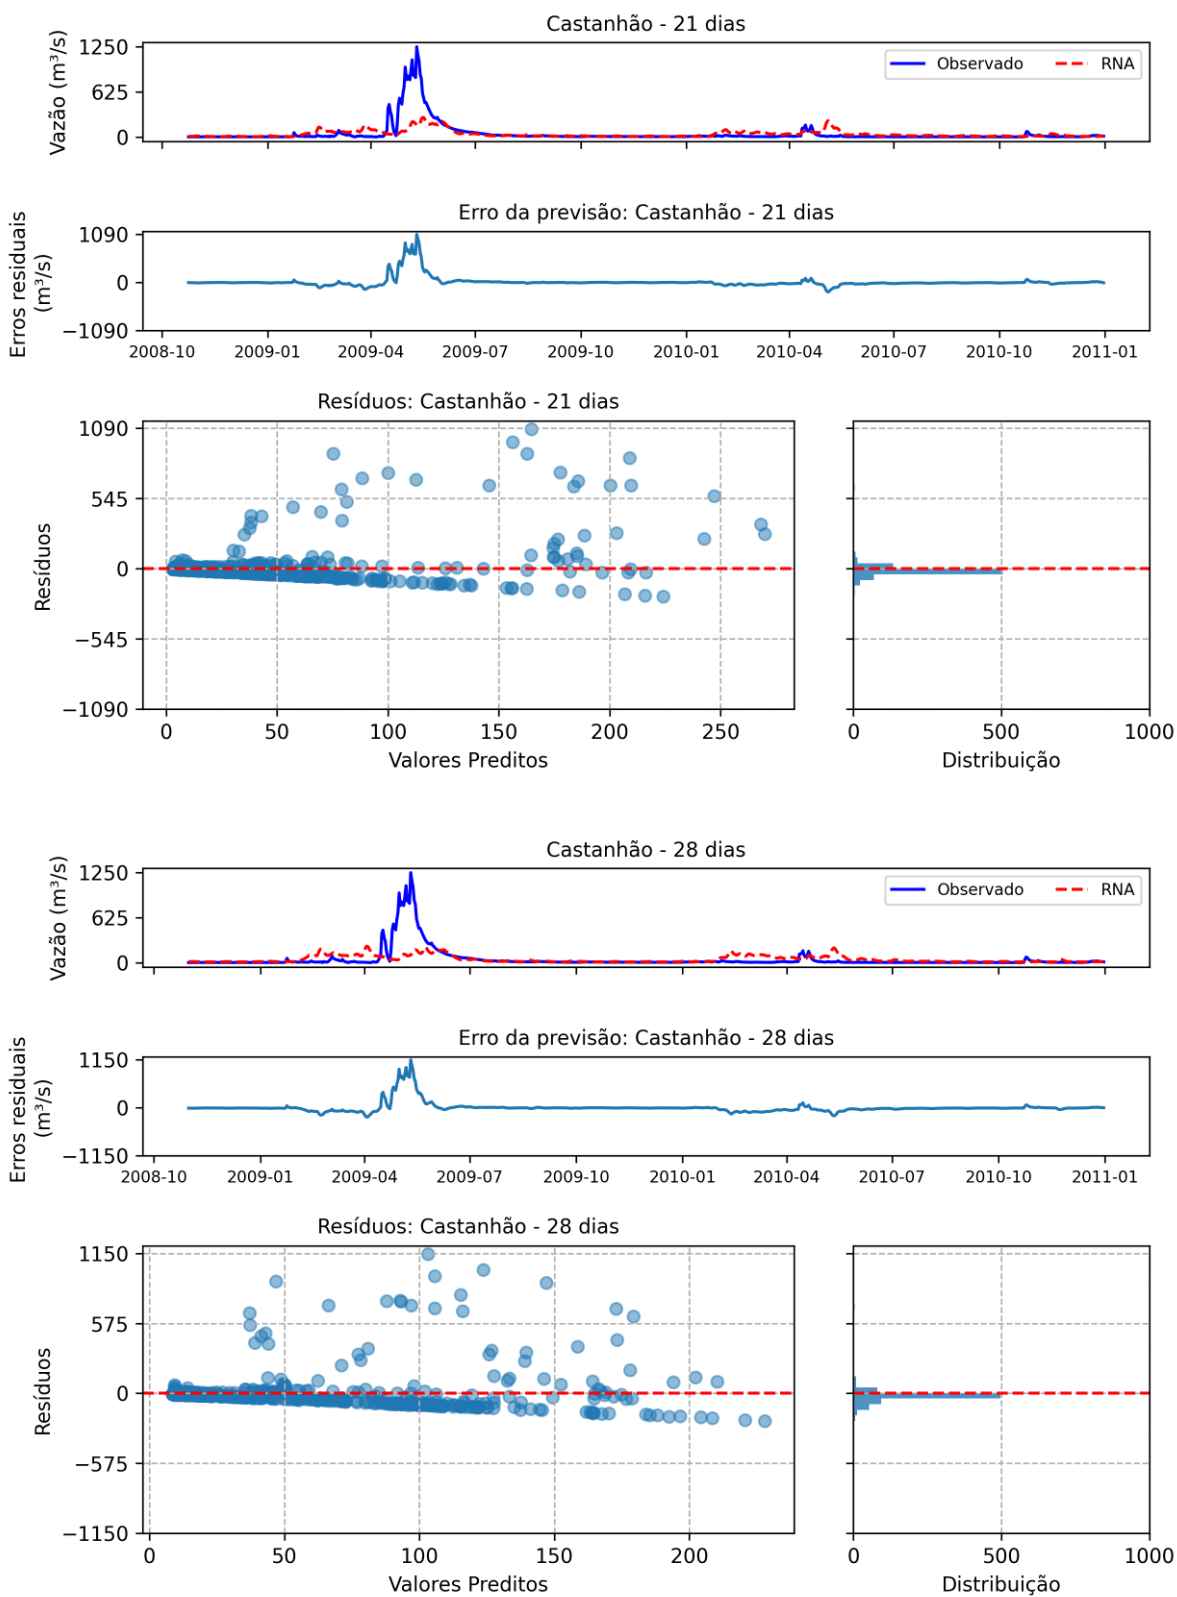 Castanhão - 21 dias
Vazão (m³/s)
1250
625
0
Observado
RNA
Erro da previsão: Castanhão - 21 dias
Erros residuais
(m³/s)
1090
0
−1090
2008-10 2009-01 2009-04 2009-07 2009-10 2010-01 2010-04 2010-07 2010-10 2011-01
Resíduos: Castanhão - 21 dias
Resíduos
1090
545
0
−545
−1090
0 50 100 150 200 250
Valores Preditos
0 500 1000
Distribuição
Castanhão - 28 dias
Vazão (m³/s)
1250
625
0
Observado
RNA
Erro da previsão: Castanhão - 28 dias
Erros residuais
(m³/s)
1150
0
−1150
2008-10 2009-01 2009-04 2009-07 2009-10 2010-01 2010-04 2010-07 2010-10 2011-01
Resíduos: Castanhão - 28 dias
Resíduos
1150
575
0
−575
−1150
0 50 100 150 200
Valores Preditos
0 500 1000
Distribuição